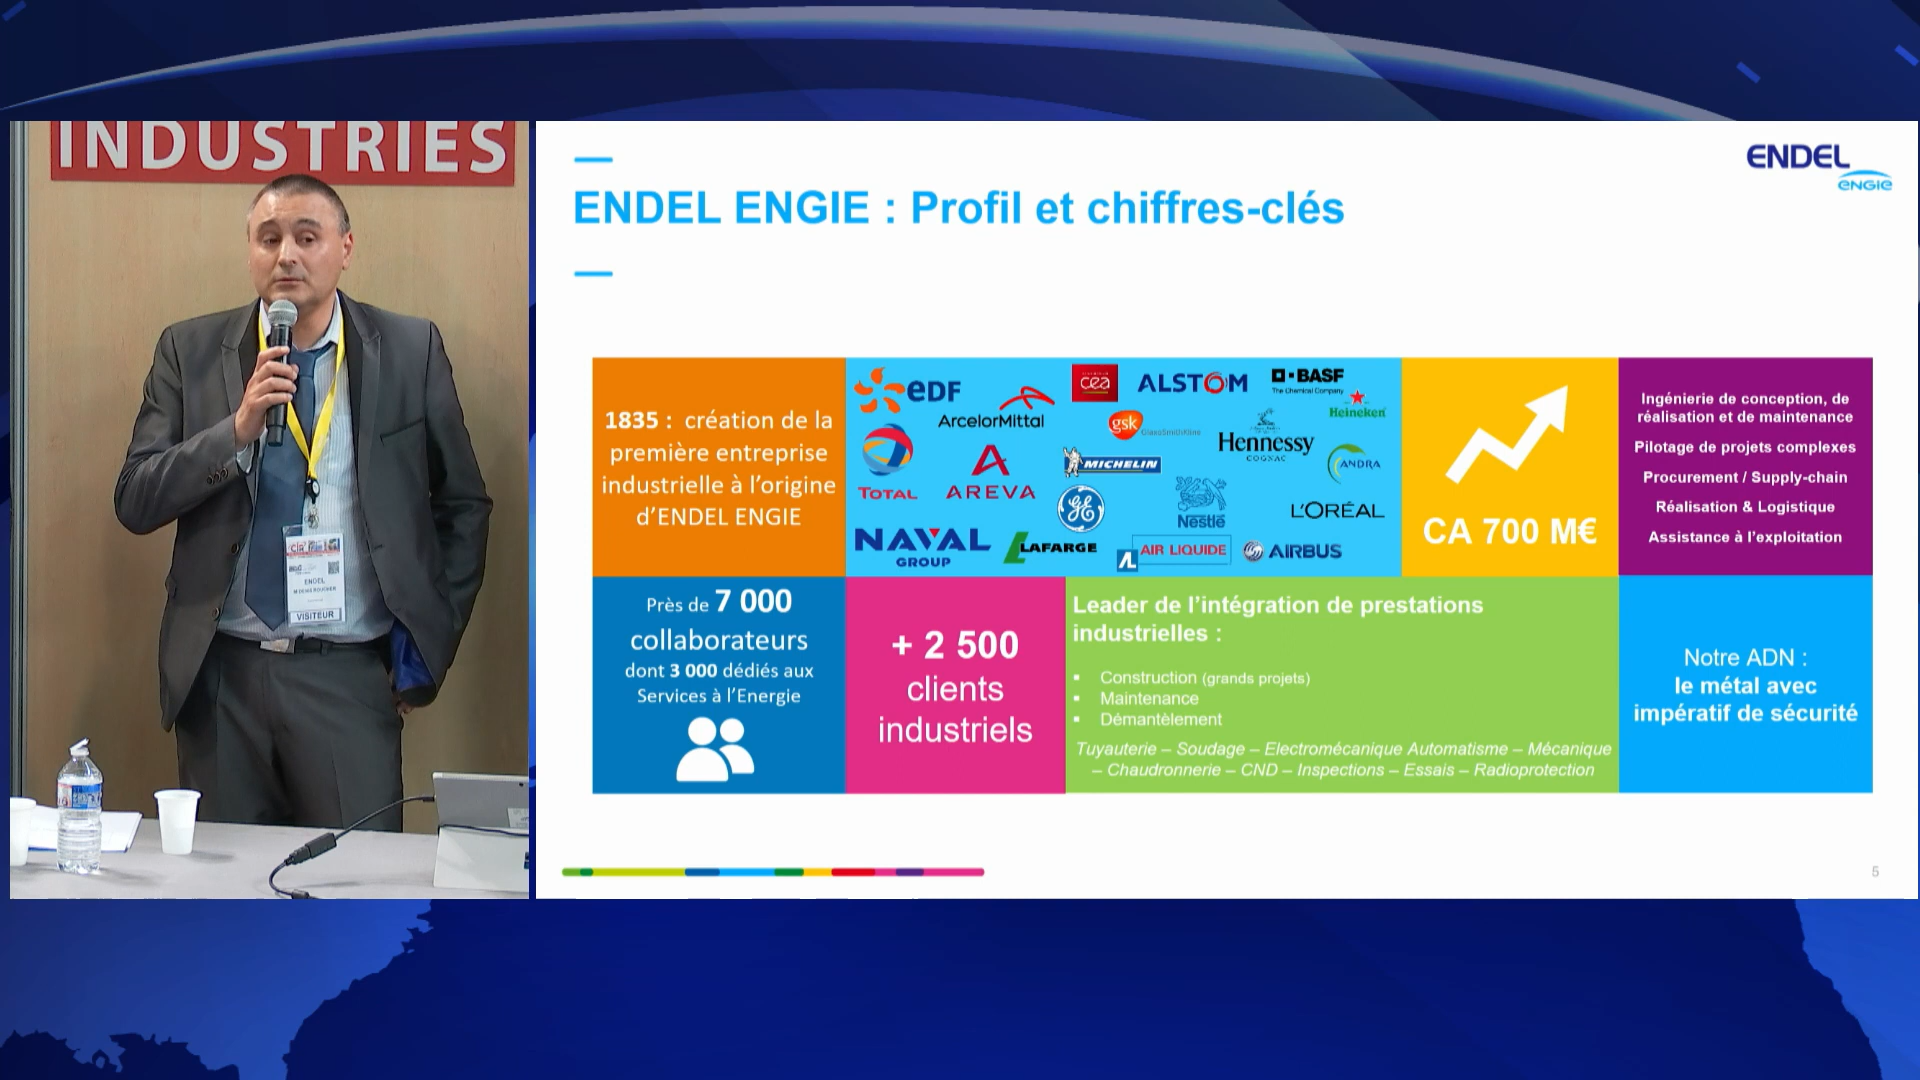 INDUSTRIES
ENDEL
VISITEUR
ENDEL
ENGIE
ENDEL ENGIE : Profil et chiffres-clés
1835 : création de la
première entreprise
industrielle à l'origine
d'ENDEL ENGIE
eDF
ArcelorMittal
cea
ALSTOM
BASF
The Chemical Company
Heineken
gsk
GlaxoSmithKline
Hennessy
COGNAC
ANDRA
TOTAL
AREVA
MICHELIN
GE
Nestlé
L'ORÉAL
NAVAL
GROUP
LAFARGE
AIR LIQUIDE
AIRBUS
CA 700 M€
Ingénierie de conception, de
réalisation et de maintenance
Pilotage de projets complexes
Procurement / Supply-chain
Réalisation & Logistique
Assistance à l'exploitation
Près de 7 000
collaborateurs
dont 3 000 dédiés aux
Services à l'Energie
+ 2 500
clients
industriels
Leader de l'intégration de prestations
industrielles :
▪ Construction (grands projets)
▪ Maintenance
▪ Démantèlement
Tuyauterie – Soudage – Electromécanique Automatisme – Mécanique
– Chaudronnerie – CND – Inspections – Essais – Radioprotection
Notre ADN :
le métal avec
impératif de sécurité
5